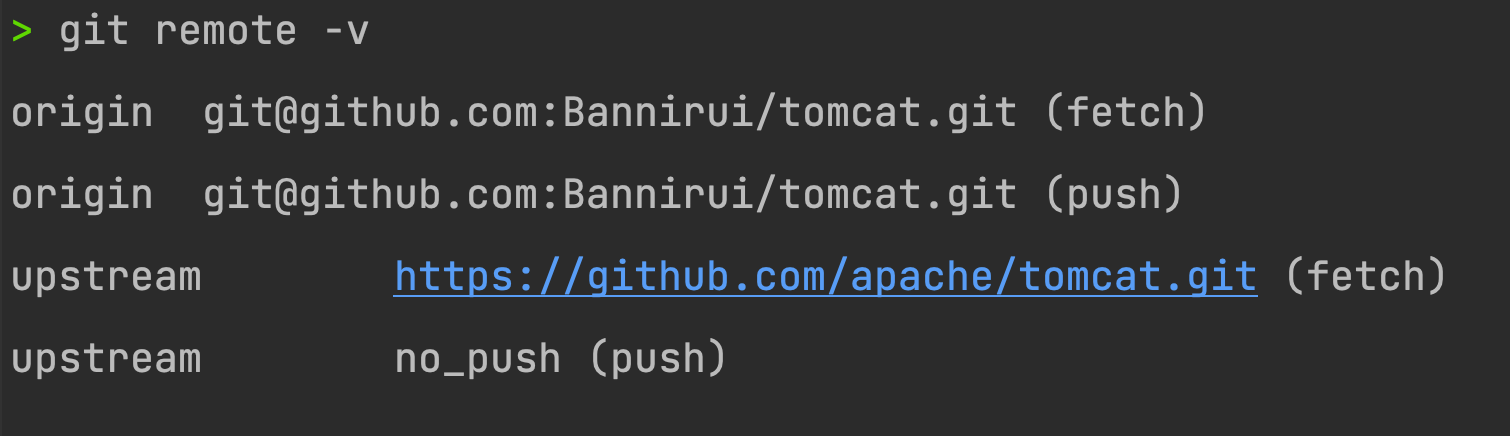 > git remote -v
origin  git@github.com:Bannirui/tomcat.git (fetch)
origin  git@github.com:Bannirui/tomcat.git (push)
upstream        https://github.com/apache/tomcat.git (fetch)
upstream        no_push (push)